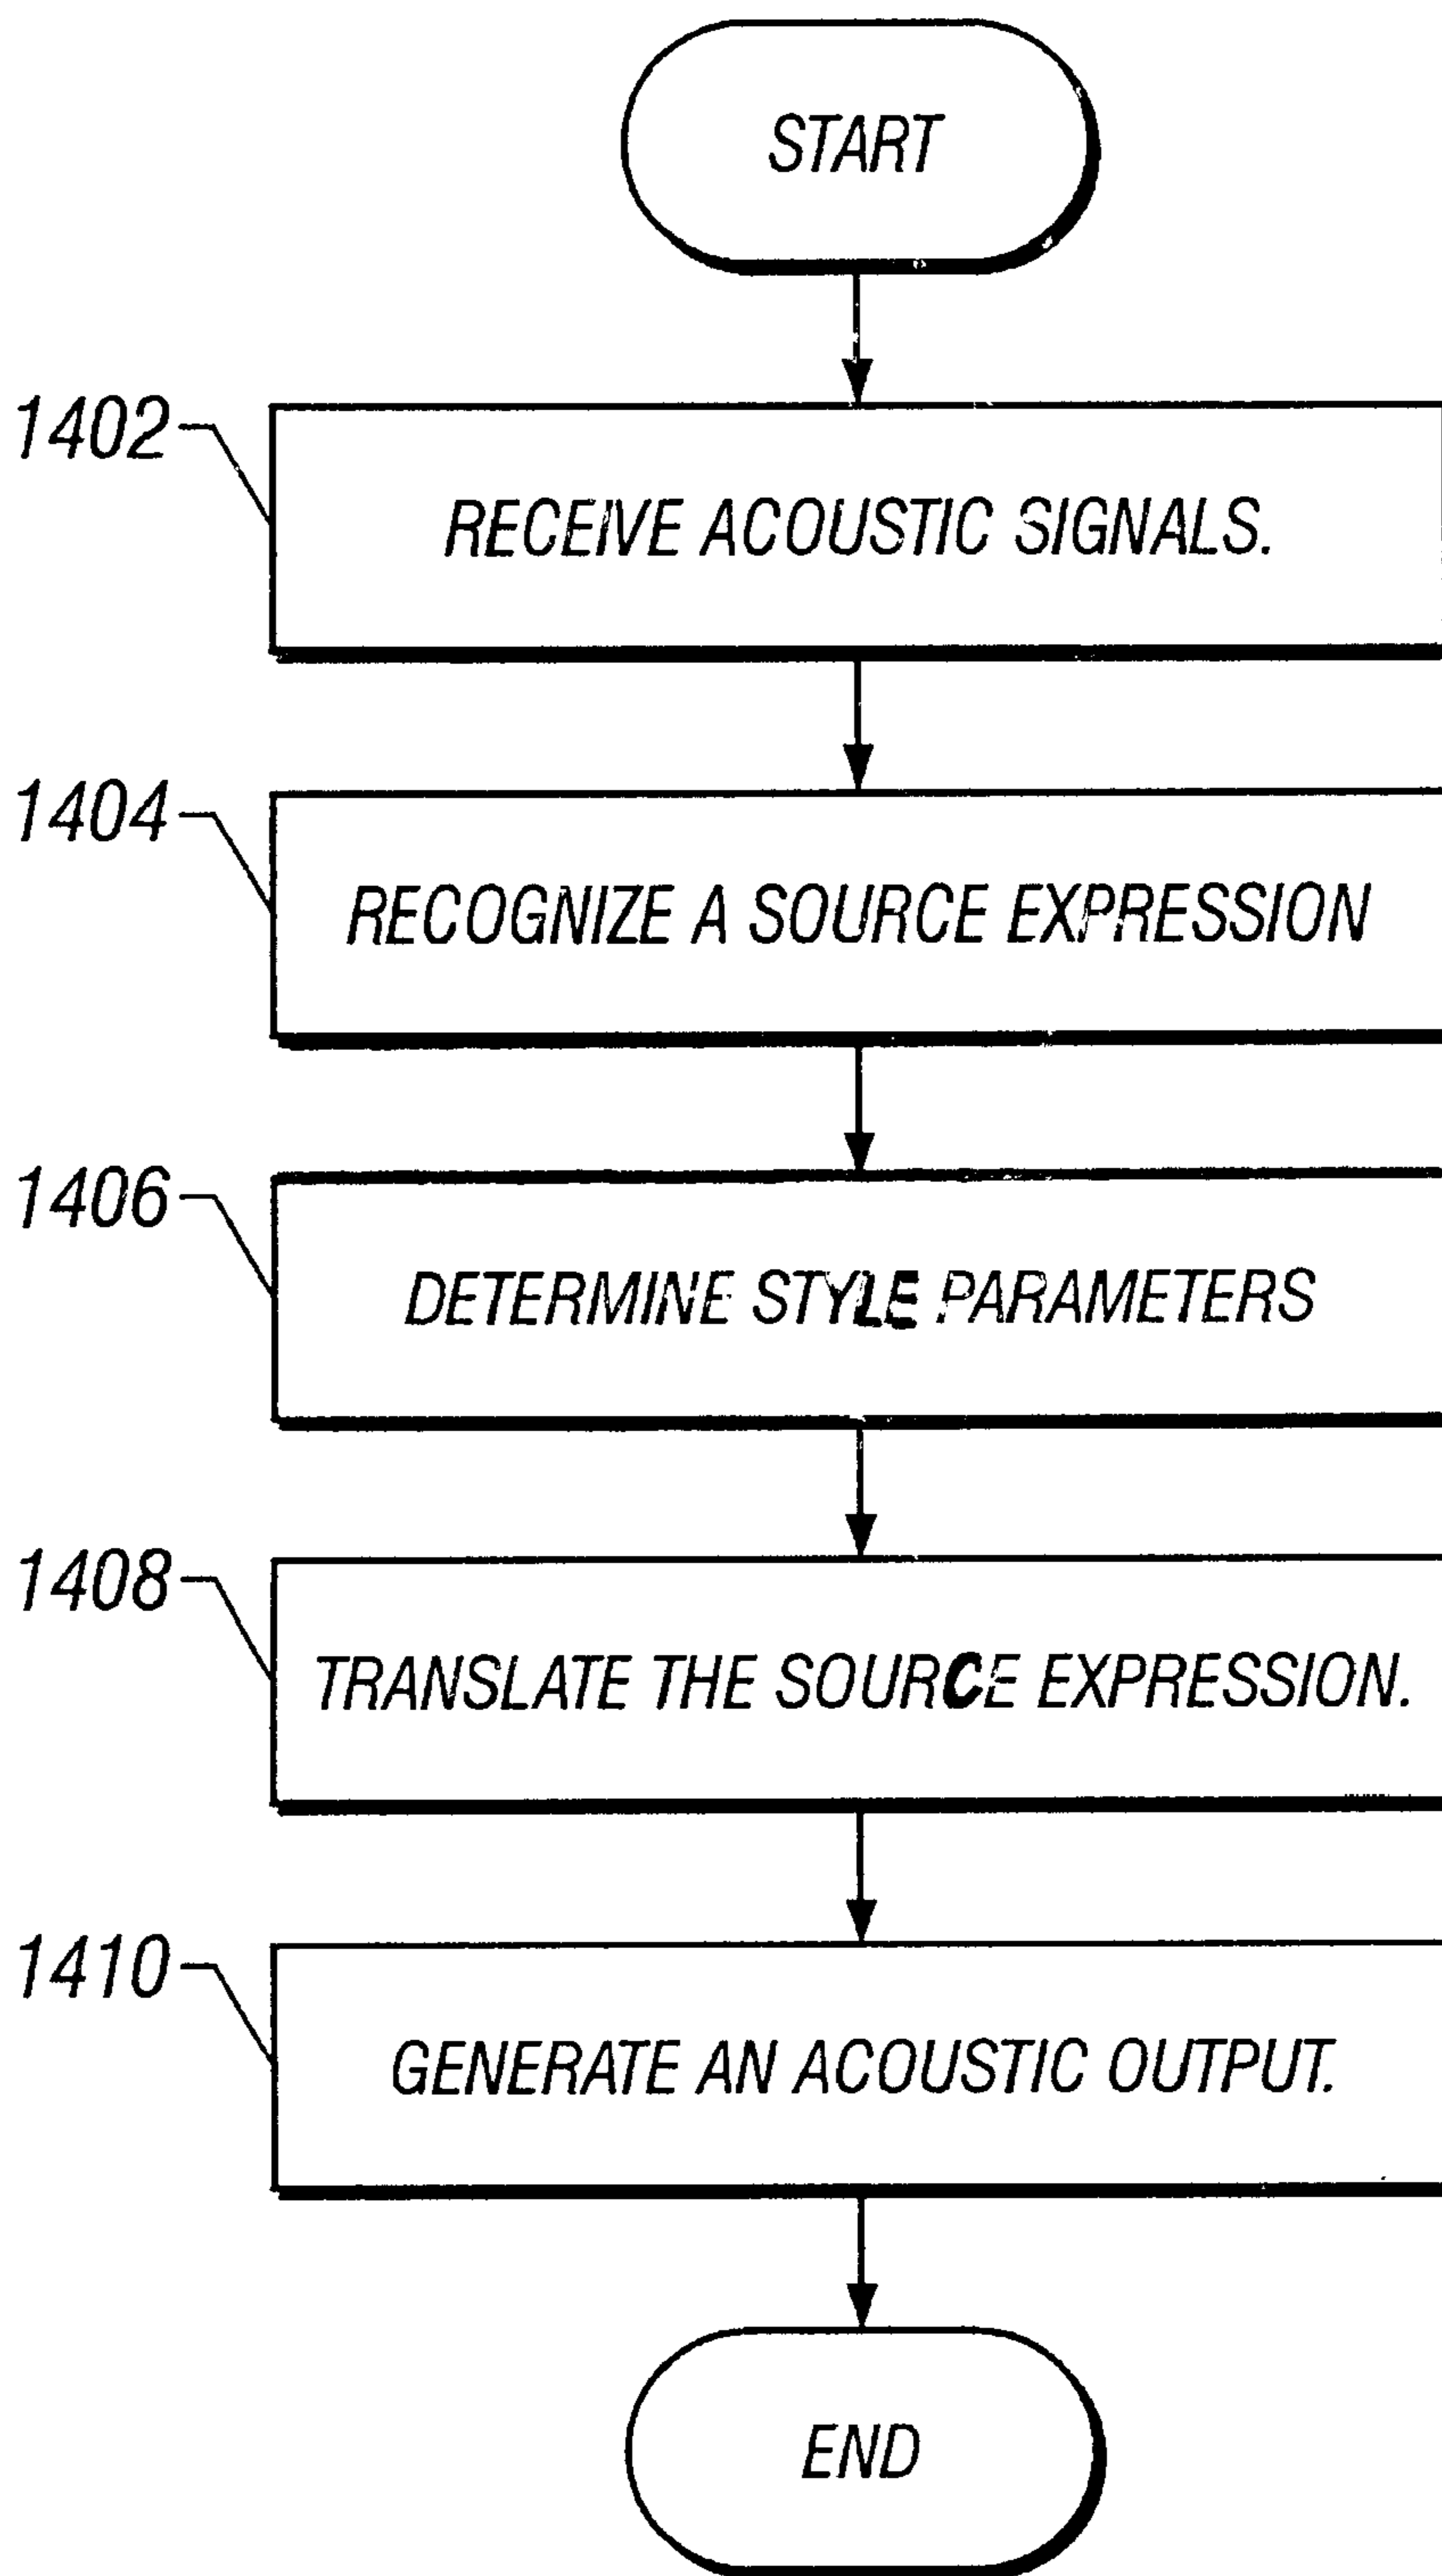 START
1402
RECEIVE ACOUSTIC SIGNALS.
1404
RECOGNIZE A SOURCE EXPRESSION
1406
DETERMINE STYLE PARAMETERS
1408
TRANSLATE THE SOURCE EXPRESSION.
1410
GENERATE AN ACOUSTIC OUTPUT.
END